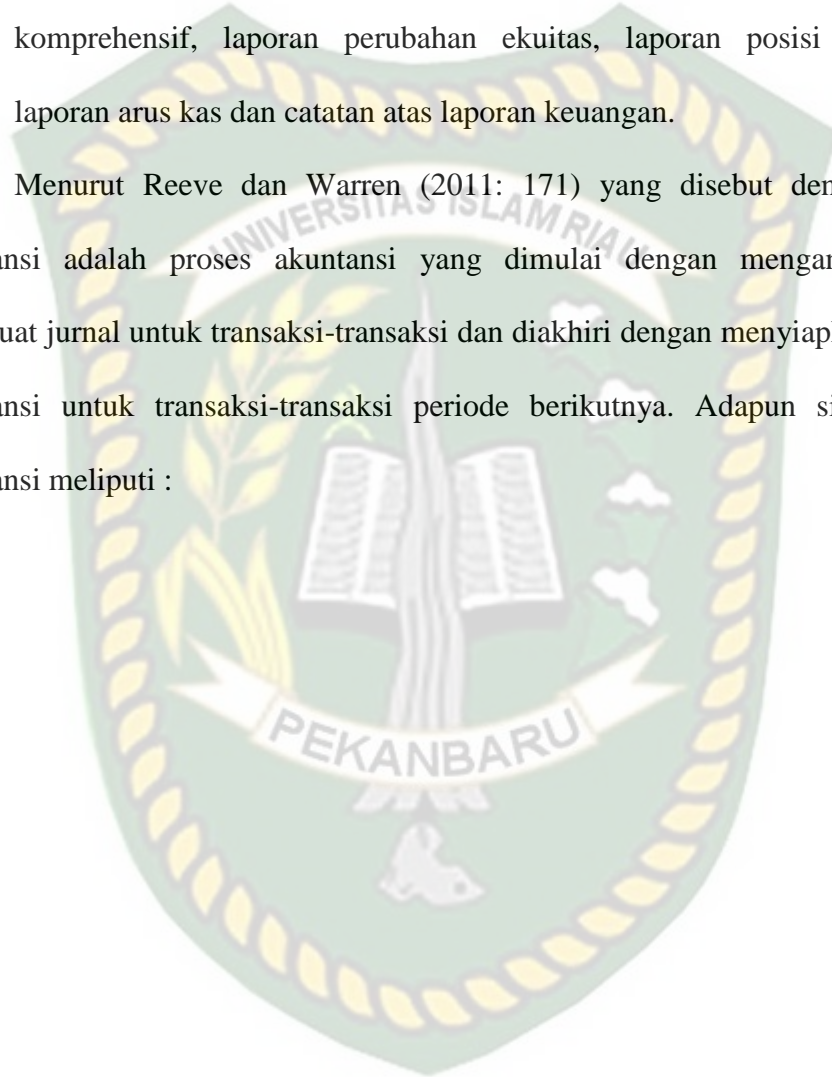 komprehensif, laporan perubahan ekuitas, laporan posisi
laporan arus kas dan catatan atas laporan keuangan.
Menurut Reeve dan Warren (2011: 171) yang disebut den
UNIVERSITAS ISLAM RIAU
ansi adalah proses akuntansi yang dimulai dengan mengan
uat jurnal untuk transaksi-transaksi dan diakhiri dengan menyiap
ansi untuk transaksi-transaksi periode berikutnya. Adapun si
ansi meliputi :
PEKANBARU